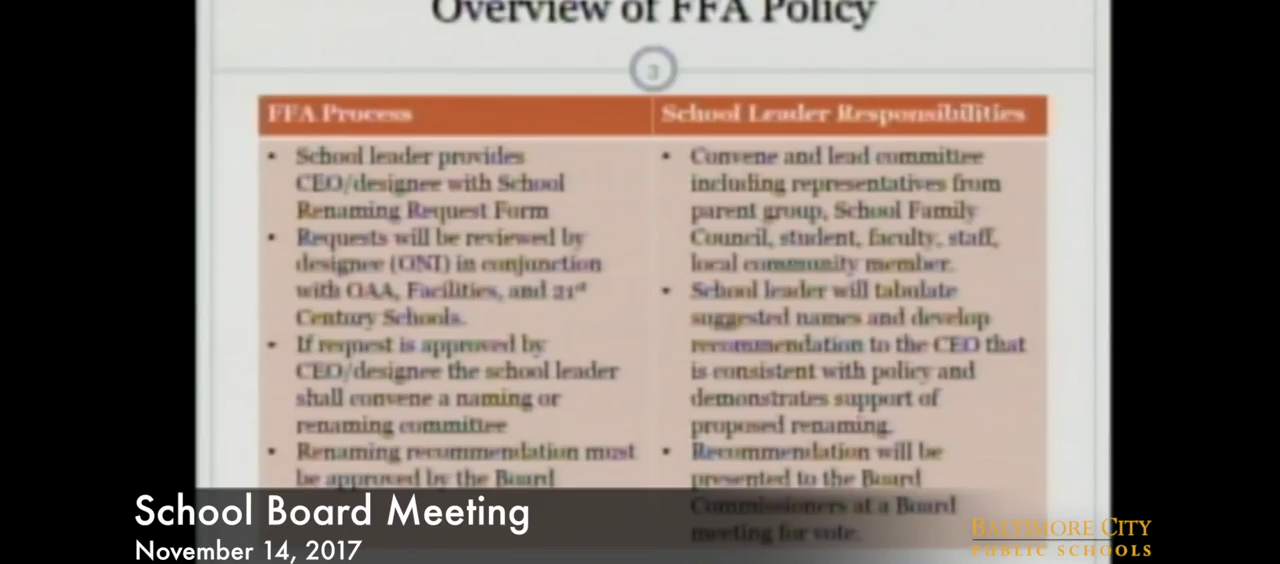 Overview of FFA Policy
3
FFA Process
• School leader provides
CEO/designee with School
Renaming Request Form
• Requests will be reviewed by
designee (ONI) in conjunction
with OAA, Facilities, and 21st
Century Schools.
• If request is approved by
CEO/designee the school leader
shall convene a naming or
renaming committee
• Renaming recommendation must
be approved by the Board
School Leader Responsibilities
• Convene and lead committee
including representatives from
parent group, School Family
Council, student, faculty, staff,
local community member.
• School leader will tabulate
suggested names and develop
recommendation to the CEO that
is consistent with policy and
demonstrates support of
proposed renaming.
• Recommendation will be
presented to the Board
Commissioners at a Board
meeting for vote.
School Board Meeting
November 14, 2017
BALTIMORE CITY
PUBLIC SCHOOLS